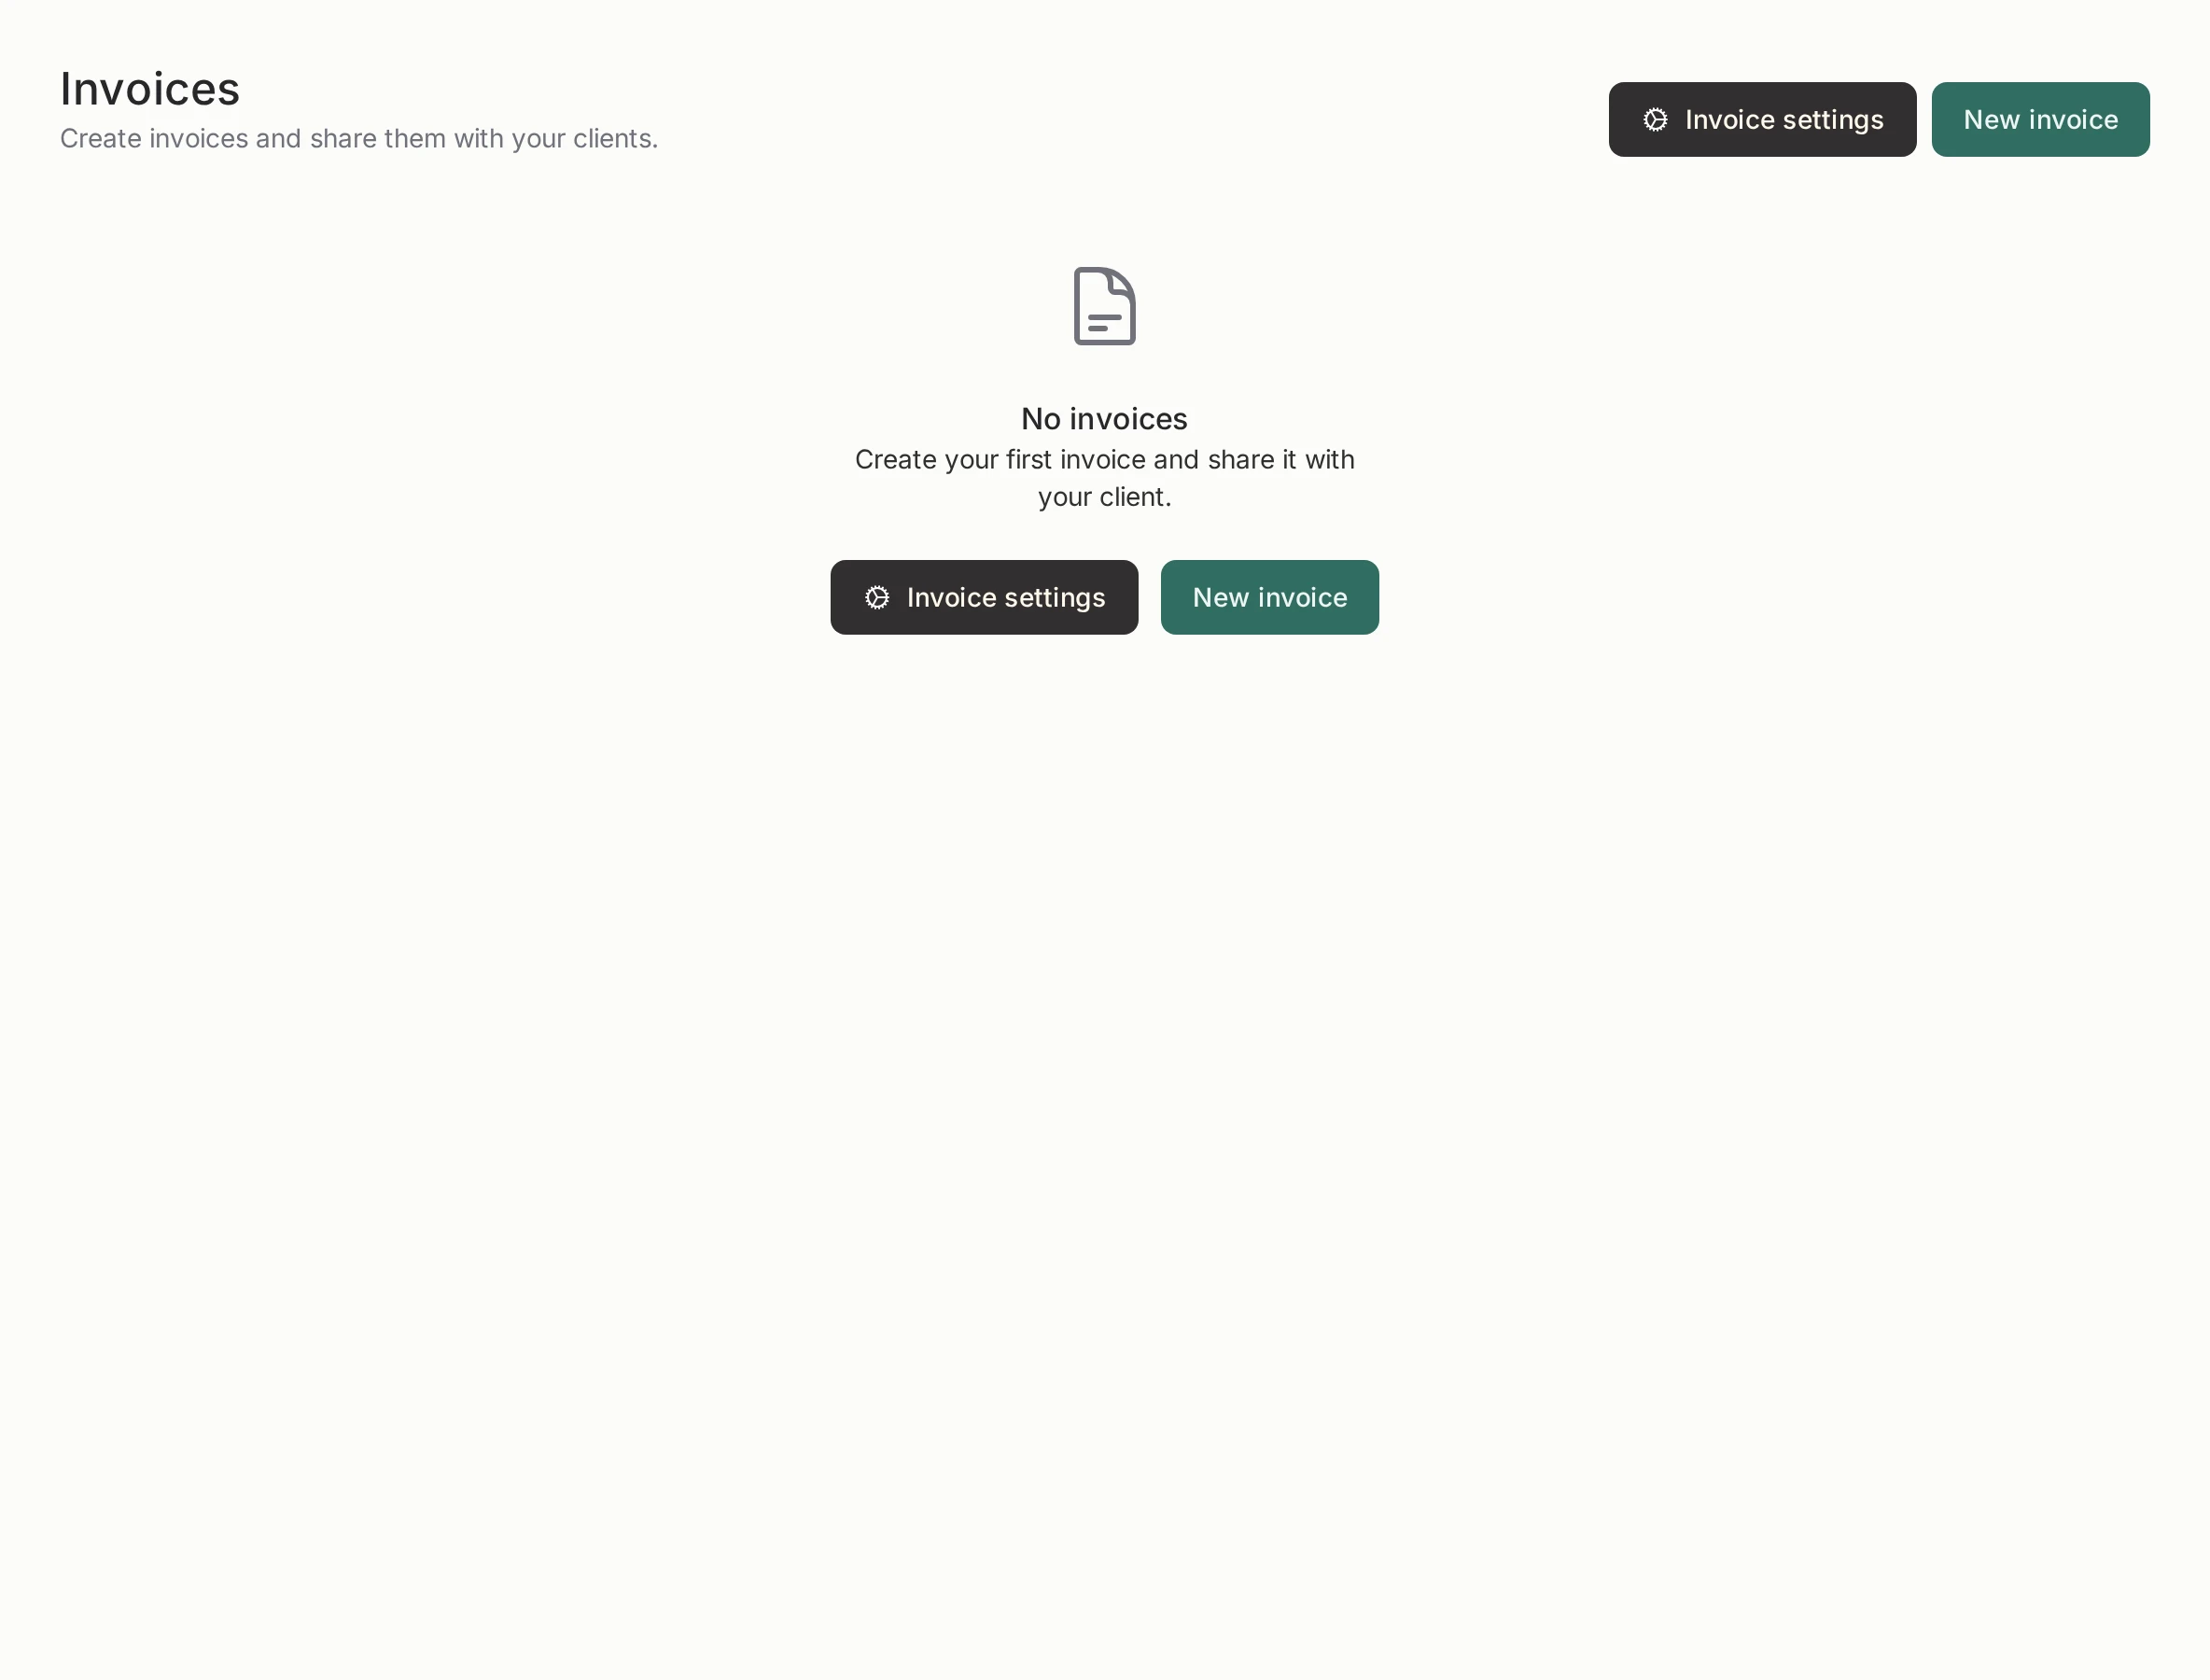 Invoices
Create invoices and share them with your clients.
Invoice settings
New invoice
No invoices
Create your first invoice and share it with
your client.
Invoice settings
New invoice